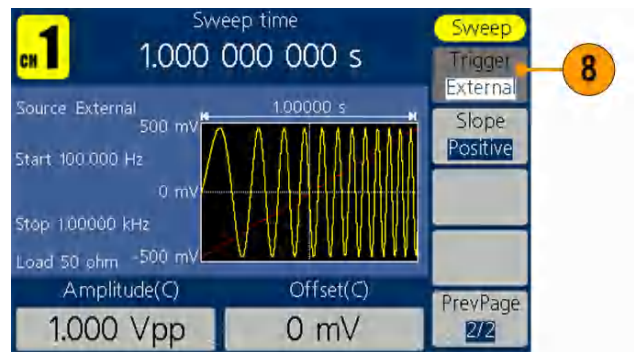 CH 1
Sweep time
1.000 000 000 s
Source External
1.00000 s
500 mV
Start 100.000 Hz
0 mV
Stop 1.00000 kHz
Load 50 ohm
-500 mV
Amplitude(C)
1.000 Vpp
Offset(C)
0 mV
Sweep
Trigger
External
8
Slope
Positive
PrevPage
2/2